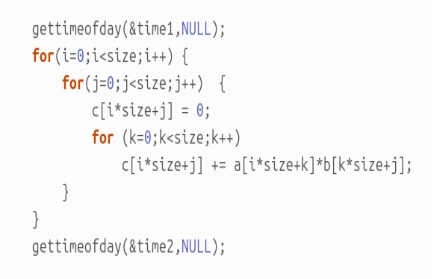 gettimeofday(&time1,NULL);
for(i=0;i<size;i++) {
for(j=0;j<size;j++) {
c[i*size+j] = 0;
for (k=0;k<size;k++)
c[i*size+j] += a[i*size+k]*b[k*size+j];
}
}
gettimeofday(&time2,NULL);